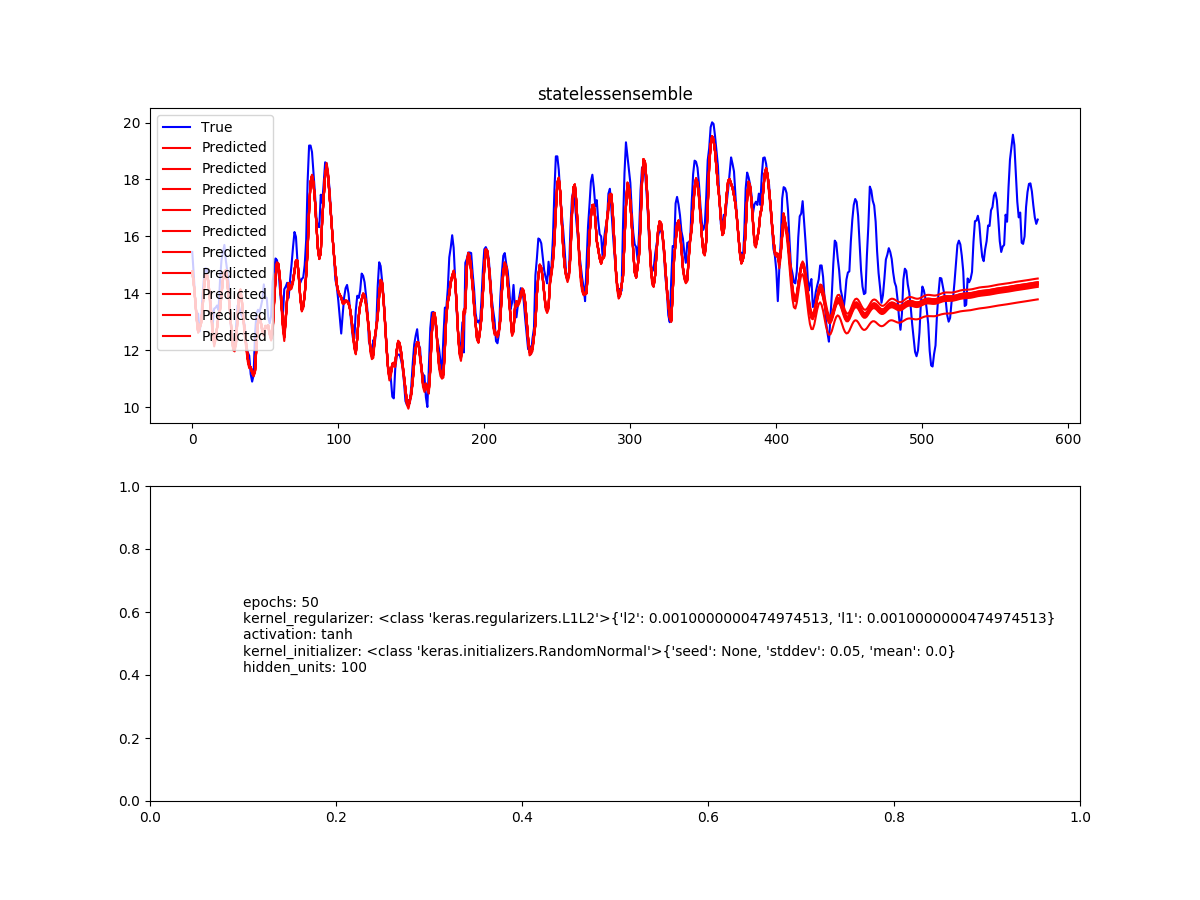 statelessensemble
20
18
16
14
12
10
True
Predicted
Predicted
Predicted
Predicted
Predicted
Predicted
Predicted
Predicted
Predicted
Predicted
0 100 200 300 400 500 600
1.0
0.8
0.6
0.4
0.2
0.0
epochs: 50
kernel_regularizer: <class 'keras.regularizers.L1L2'>{'l2': 0.0010000000474974513, 'l1': 0.0010000000474974513}
activation: tanh
kernel_initializer: <class 'keras.initializers.RandomNormal'>{'seed': None, 'stddev': 0.05, 'mean': 0.0}
hidden_units: 100
0.0 0.2 0.4 0.6 0.8 1.0